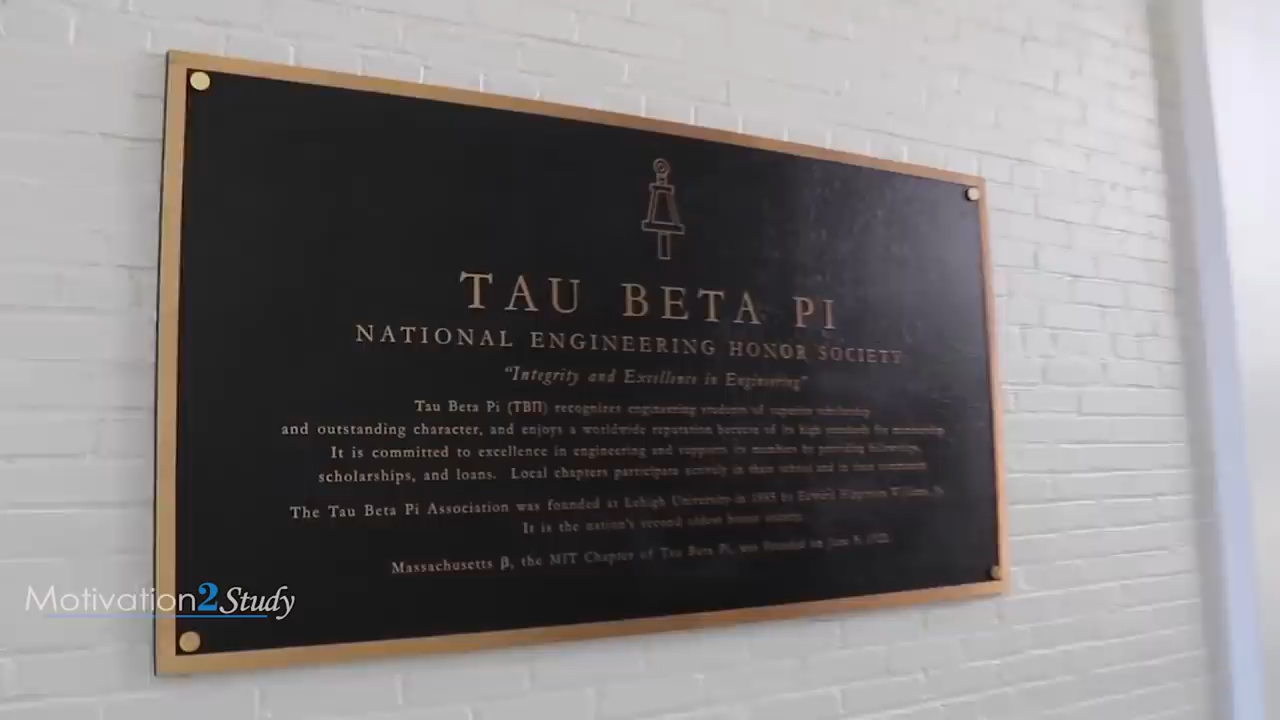 TAU BETA PI
NATIONAL ENGINEERING HONOR SOCIETY
"Integrity and Excellence in Engineering"
Tau Beta Pi (TBΠ) recognizes engineering students of superior scholarship
and outstanding character, and enjoys a worldwide reputation because of its high standards for membership.
It is committed to excellence in engineering and supports its members by providing fellowships,
scholarships, and loans. Local chapters participate actively in their school and in their community.
The Tau Beta Pi Association was founded at Lehigh University in 1885 by Edward Williams, Jr.
It is the nation's second oldest honor society.
Massachusetts β, the MIT Chapter of Tau Beta Pi, was founded on June
Motivation2Study